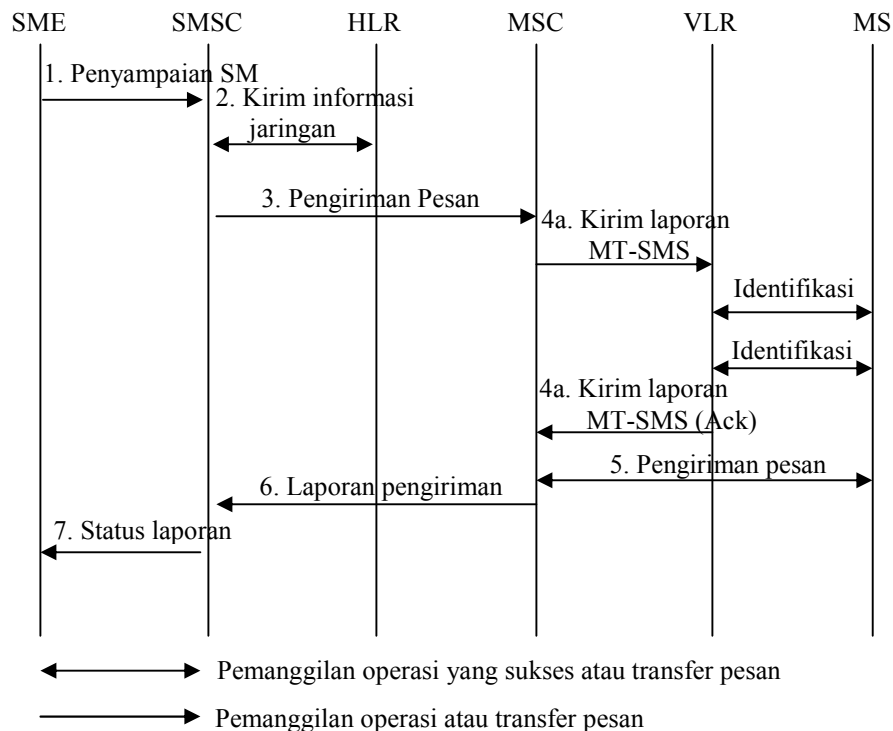 SME SMSC HLR MSC VLR MS
1. Penyampaian SM
2. Kirim informasi
jaringan
3. Pengiriman Pesan
4a. Kirim laporan
MT-SMS
Identifikasi
Identifikasi
4a. Kirim laporan
MT-SMS (Ack)
5. Pengiriman pesan
6. Laporan pengiriman
7. Status laporan
Pemanggilan operasi yang sukses atau transfer pesan
Pemanggilan operasi atau transfer pesan